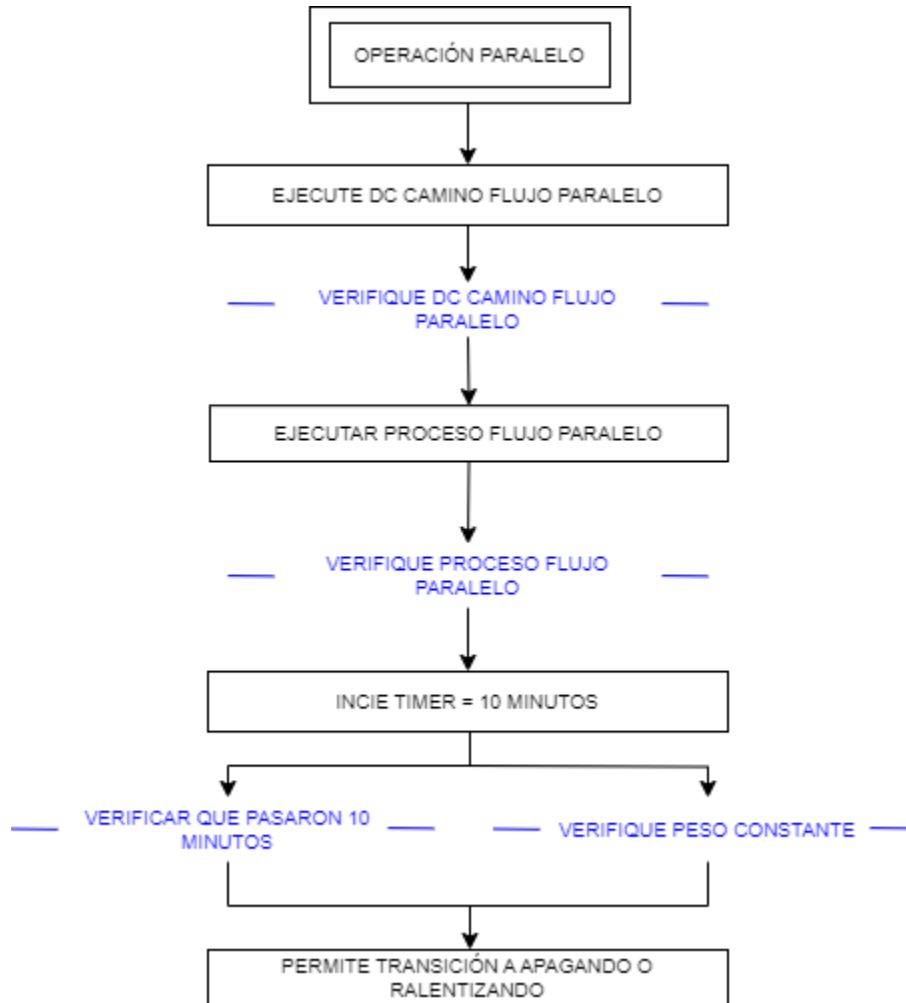 OPERACIÓN PARALELO
EJECUTE DC CAMINO FLUJO PARALELO
VERIFIQUE DC CAMINO FLUJO
PARALELO
EJECUTAR PROCESO FLUJO PARALELO
VERIFIQUE PROCESO FLUJO
PARALELO
INCIE TIMER = 10 MINUTOS
VERIFICAR QUE PASARON 10
MINUTOS
VERIFIQUE PESO CONSTANTE
PERMITE TRANSICIÓN A APAGANDO O
RALENTIZANDO